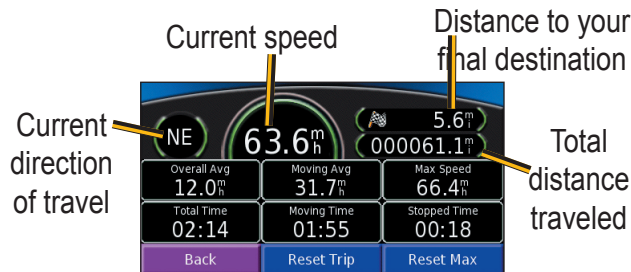 Current speed
Distance to your
final destination
Current
direction
of travel
NE
63.6 mh
5.6 mi
000061.1 mi
Total
distance
traveled
Overall Avg
12.0 mh
Moving Avg
31.7 mh
Max Speed
66.4 mh
Total Time
02:14
Moving Time
01:55
Stopped Time
00:18
Back
Reset Trip
Reset Max